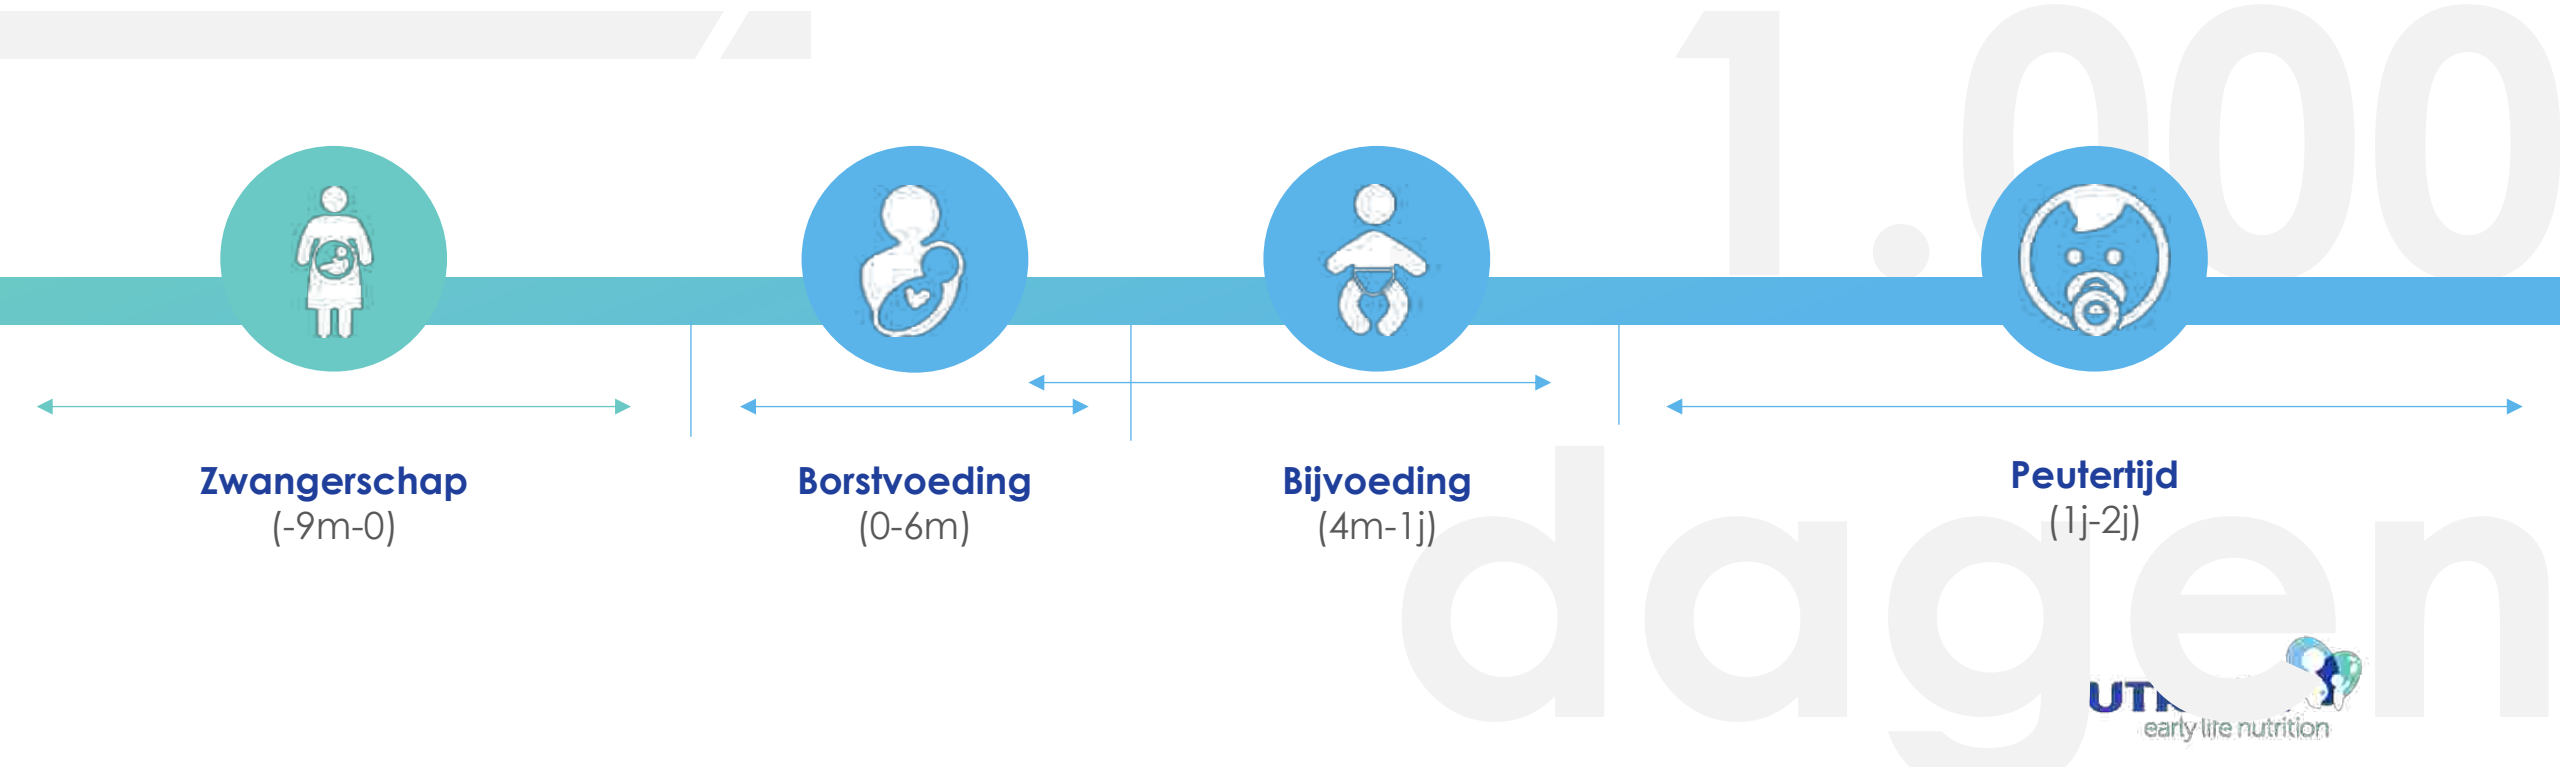 1.000
Zwangerschap
(-9m-0)
Borstvoeding
(0-6m)
Bijvoeding
(4m-1j)
Peutertijd
(1j-2j)
dagen
early life nutrition